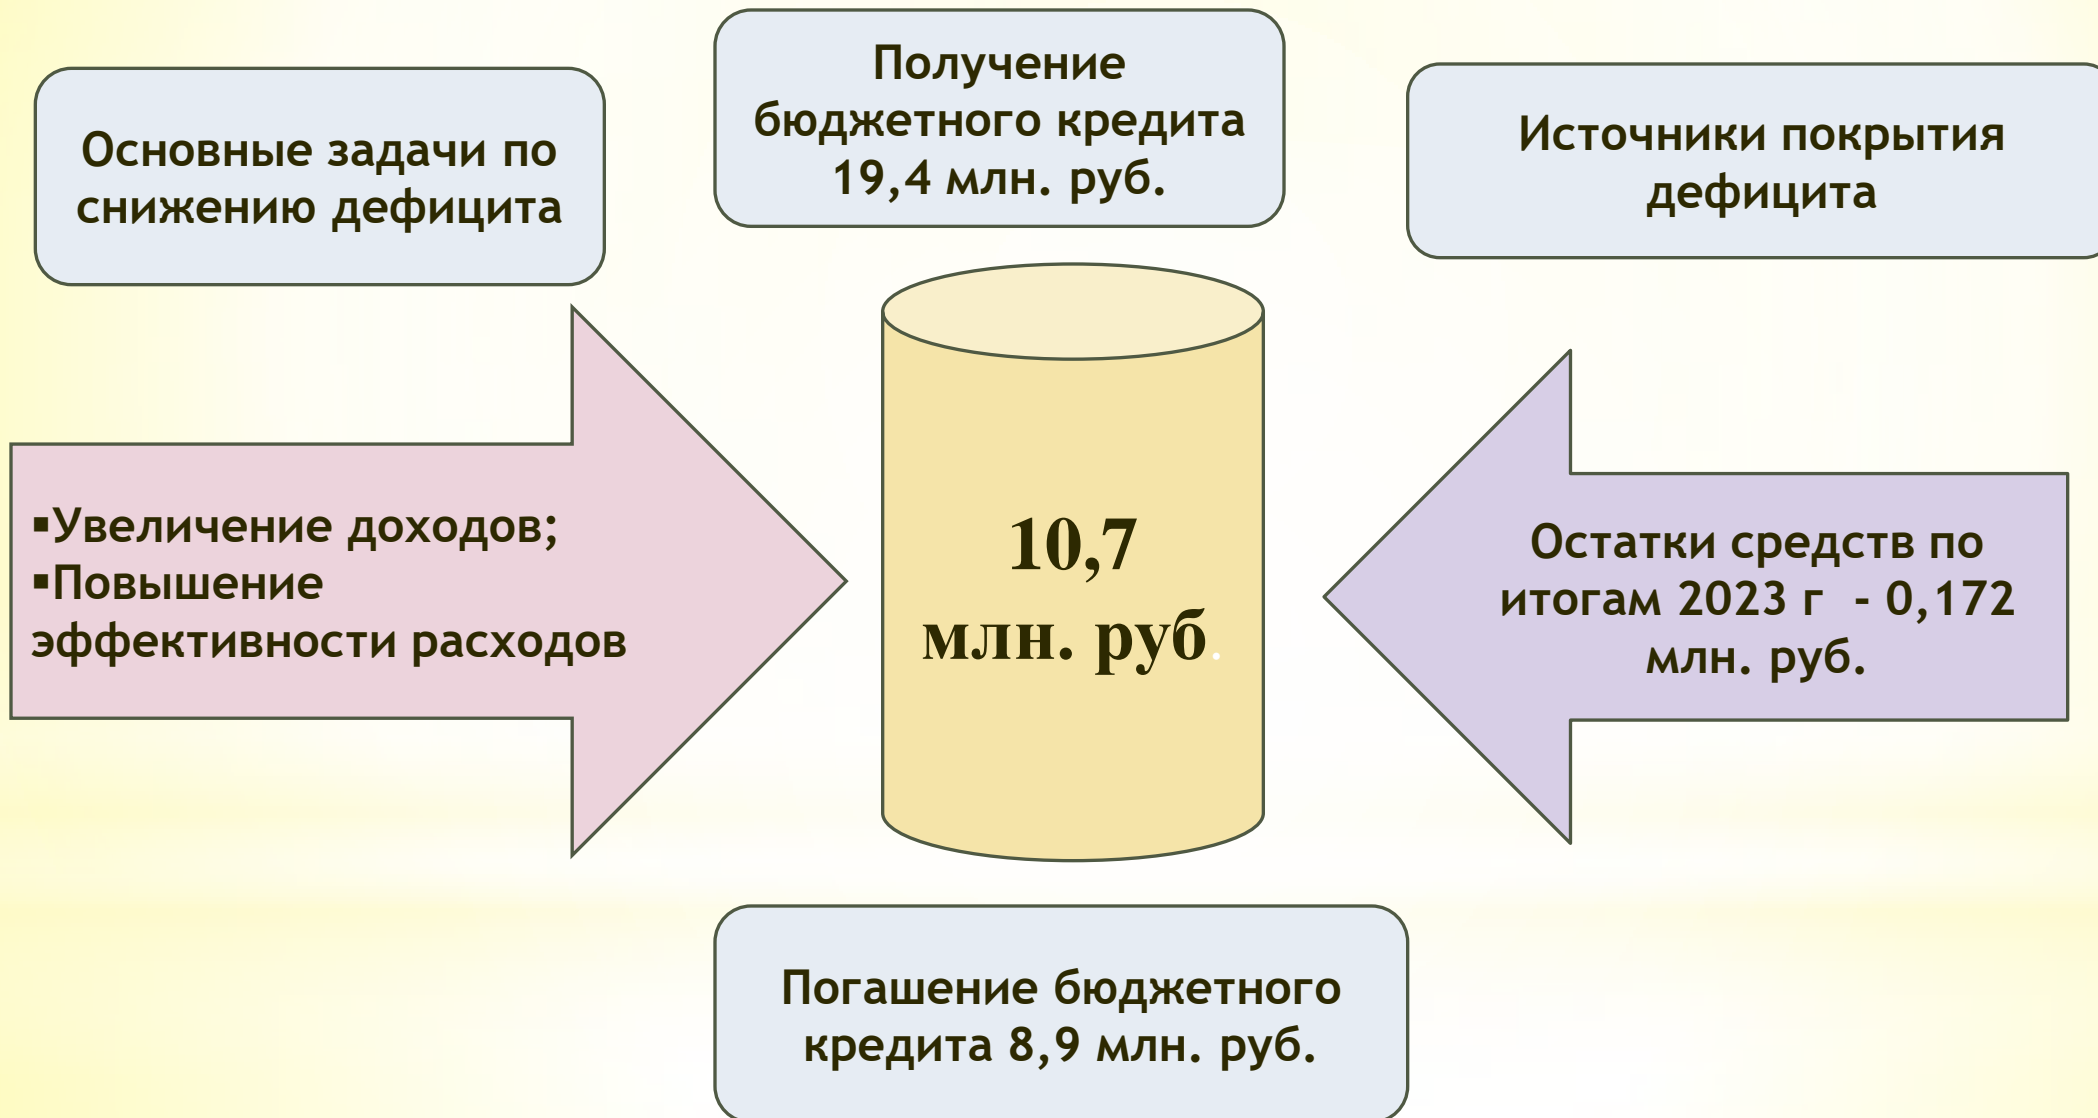 Основные задачи по
снижению дефицита
Получение
бюджетного кредита
19,4 млн. руб.
Источники покрытия
дефицита
▪Увеличение доходов;
▪Повышение
эффективности расходов
10,7
млн. руб.
Остатки средств по
итогам 2023 г  - 0,172
млн. руб.
Погашение бюджетного
кредита 8,9 млн. руб.